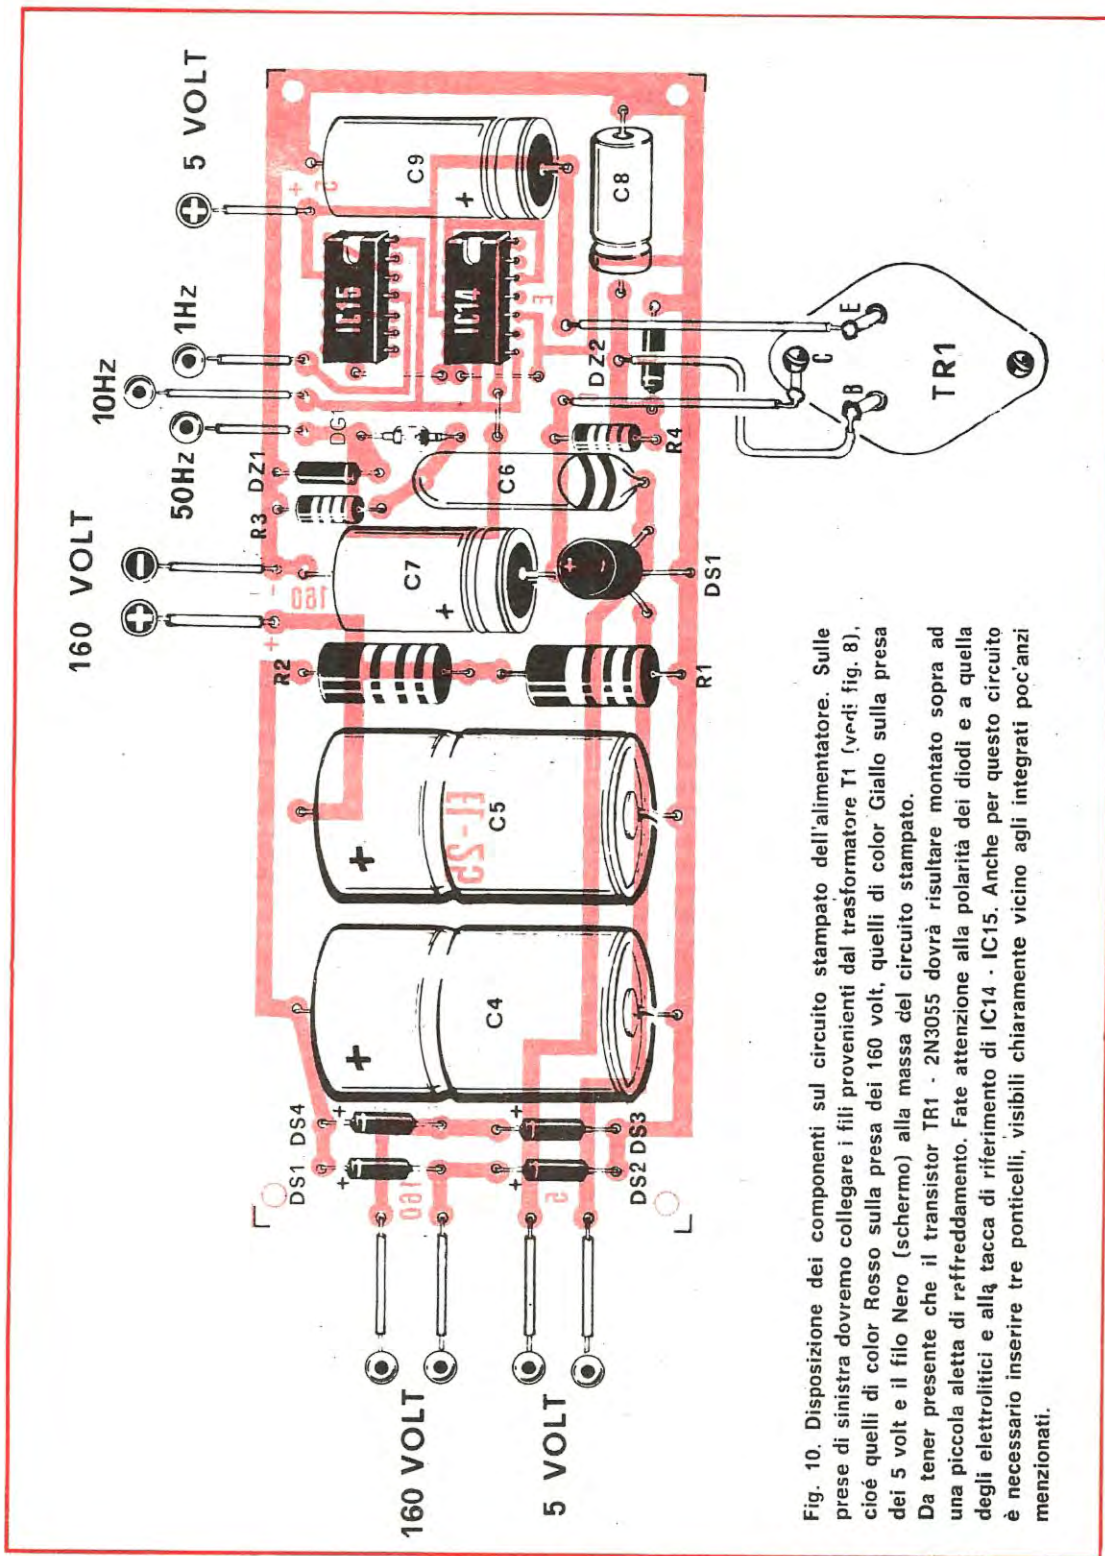 160 VOLT
50Hz
10Hz
1Hz
5 VOLT
+
-
+
+
160
-
+
5
R3
DZ1
DG1
IC15
IC14
E
C9
+
C8
DZ2
C7
+
C6
R4
R2
R1
DS1
+
-
C5
+
C4
+
EL-25
DS1
DS4
+
+
160
DS2
DS3
+
+
5
160 VOLT
5 VOLT
B
C
E
TR1
Fig. 10. Disposizione dei componenti sul circuito stampato dell'alimentatore. Sulle
prese di sinistra dovremo collegare i fili provenienti dal trasformatore T1 (vedi fig. 8),
cioé quelli di color Rosso sulla presa dei 160 volt, quelli di color Giallo sulla presa
dei 5 volt e il filo Nero (schermo) alla massa del circuito stampato.
Da tener presente che il transistor TR1 - 2N3055 dovrà risultare montato sopra ad
una piccola aletta di raffreddamento. Fate attenzione alla polarità dei diodi e a quella
degli elettrolitici e alla tacca di riferimento di IC14 - IC15. Anche per questo circuito
è necessario inserire tre ponticelli, visibili chiaramente vicino agli integrati poc'anzi
menzionati.